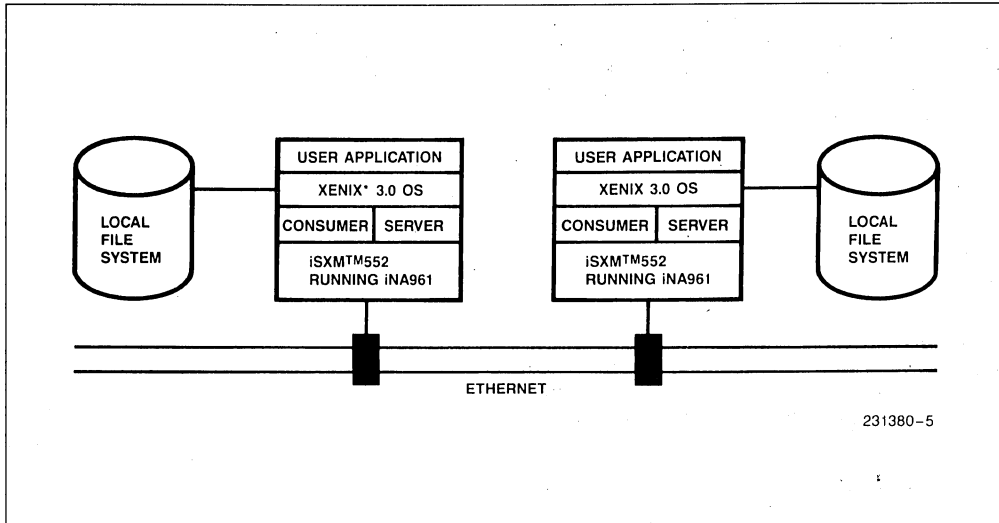 LOCAL
FILE
SYSTEM
USER APPLICATION
XENIX* 3.0 OS
CONSUMER SERVER
iSXM™552
RUNNING iNA961
USER APPLICATION
XENIX 3.0 OS
CONSUMER SERVER
iSXM™552
RUNNING iNA961
LOCAL
FILE
SYSTEM
ETHERNET
231380-5